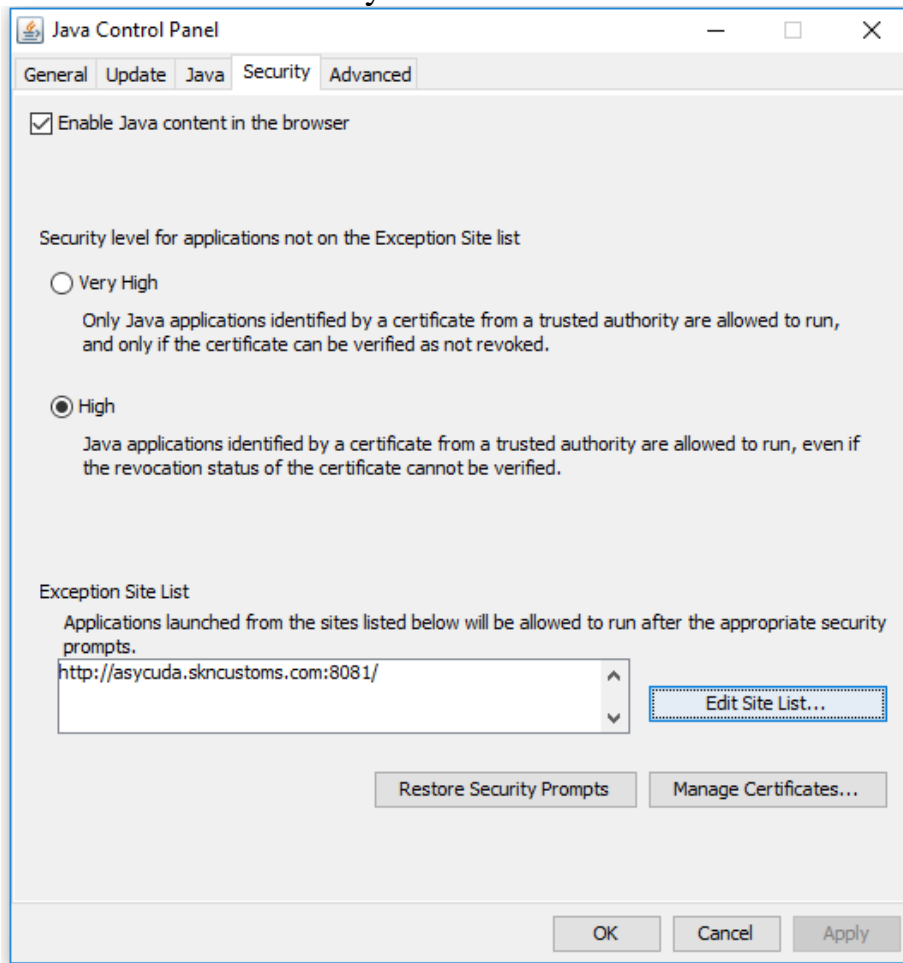 Java Control Panel
General Update Java Security Advanced
Enable Java content in the browser
Security level for applications not on the Exception Site list
Very High
Only Java applications identified by a certificate from a trusted authority are allowed to run,
and only if the certificate can be verified as not revoked.
High
Java applications identified by a certificate from a trusted authority are allowed to run, even if
the revocation status of the certificate cannot be verified.
Exception Site List
Applications launched from the sites listed below will be allowed to run after the appropriate security
prompts.
http://asycuda.skncustoms.com:8081/
Edit Site List...
Restore Security Prompts Manage Certificates...
OK Cancel Apply